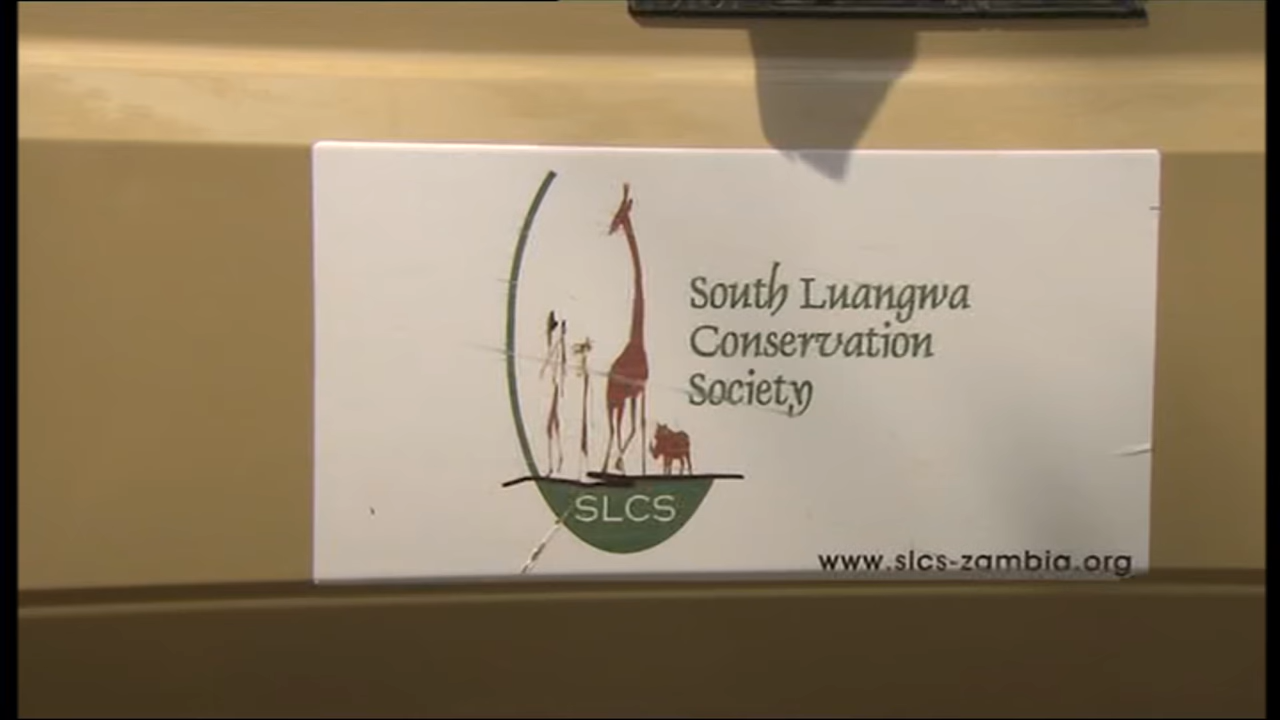 South Luangwa
Conservation
Society
SLCS
www.slcs-zambia.org